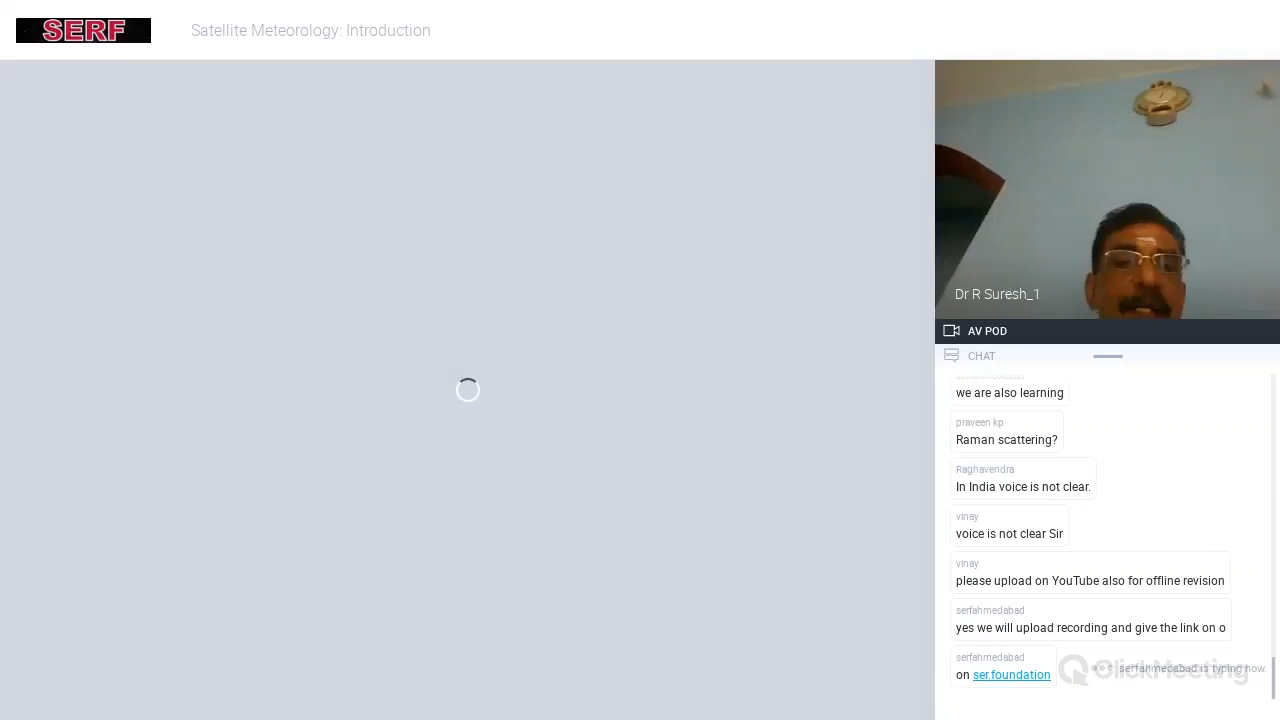 SERF
Satellite Meteorology: Introduction
Dr R Suresh_1
AV POD
CHAT
serfahmedabad
we are also learning
praveen kp
Raman scattering?
Raghavendra
In India voice is not clear.
vinay
voice is not clear Sir
vinay
please upload on YouTube also for offline revision
serfahmedabad
yes we will upload recording and give the link on o
serfahmedabad
on ser.foundation
serfahmedabad is typing now.
ClickMeeting